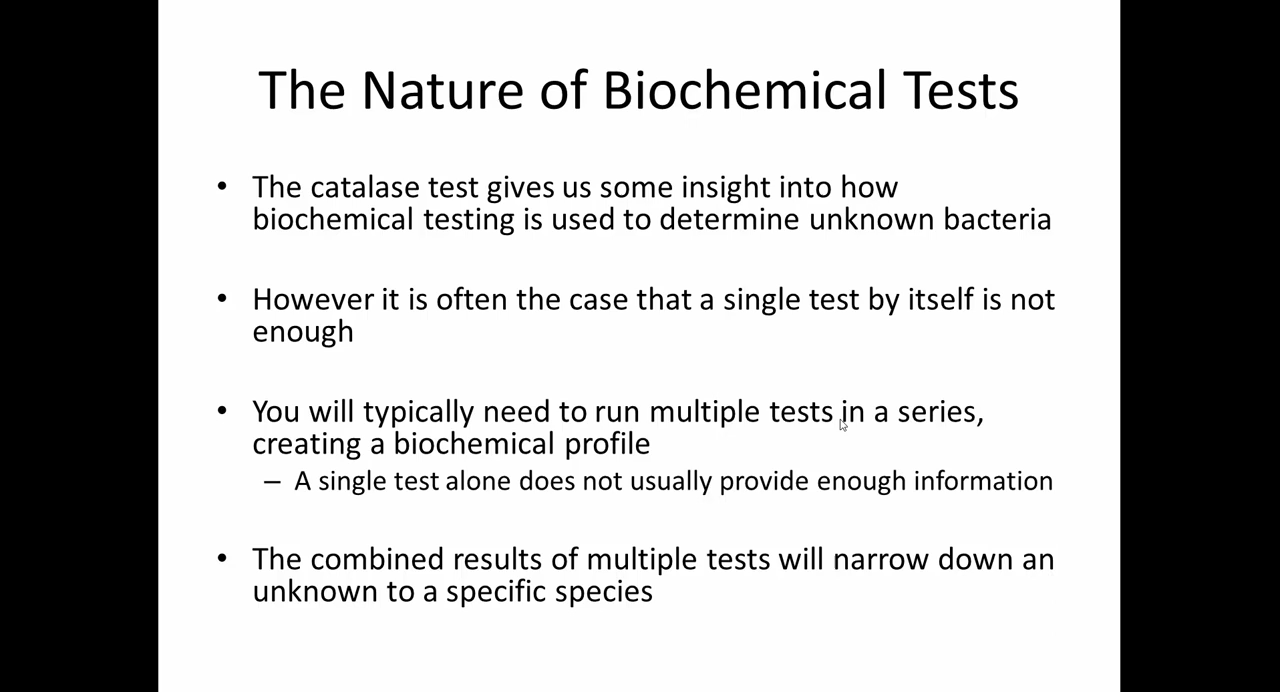 The Nature of Biochemical Tests
• The catalase test gives us some insight into how
biochemical testing is used to determine unknown bacteria
• However it is often the case that a single test by itself is not
enough
• You will typically need to run multiple tests in a series,
creating a biochemical profile
– A single test alone does not usually provide enough information
• The combined results of multiple tests will narrow down an
unknown to a specific species